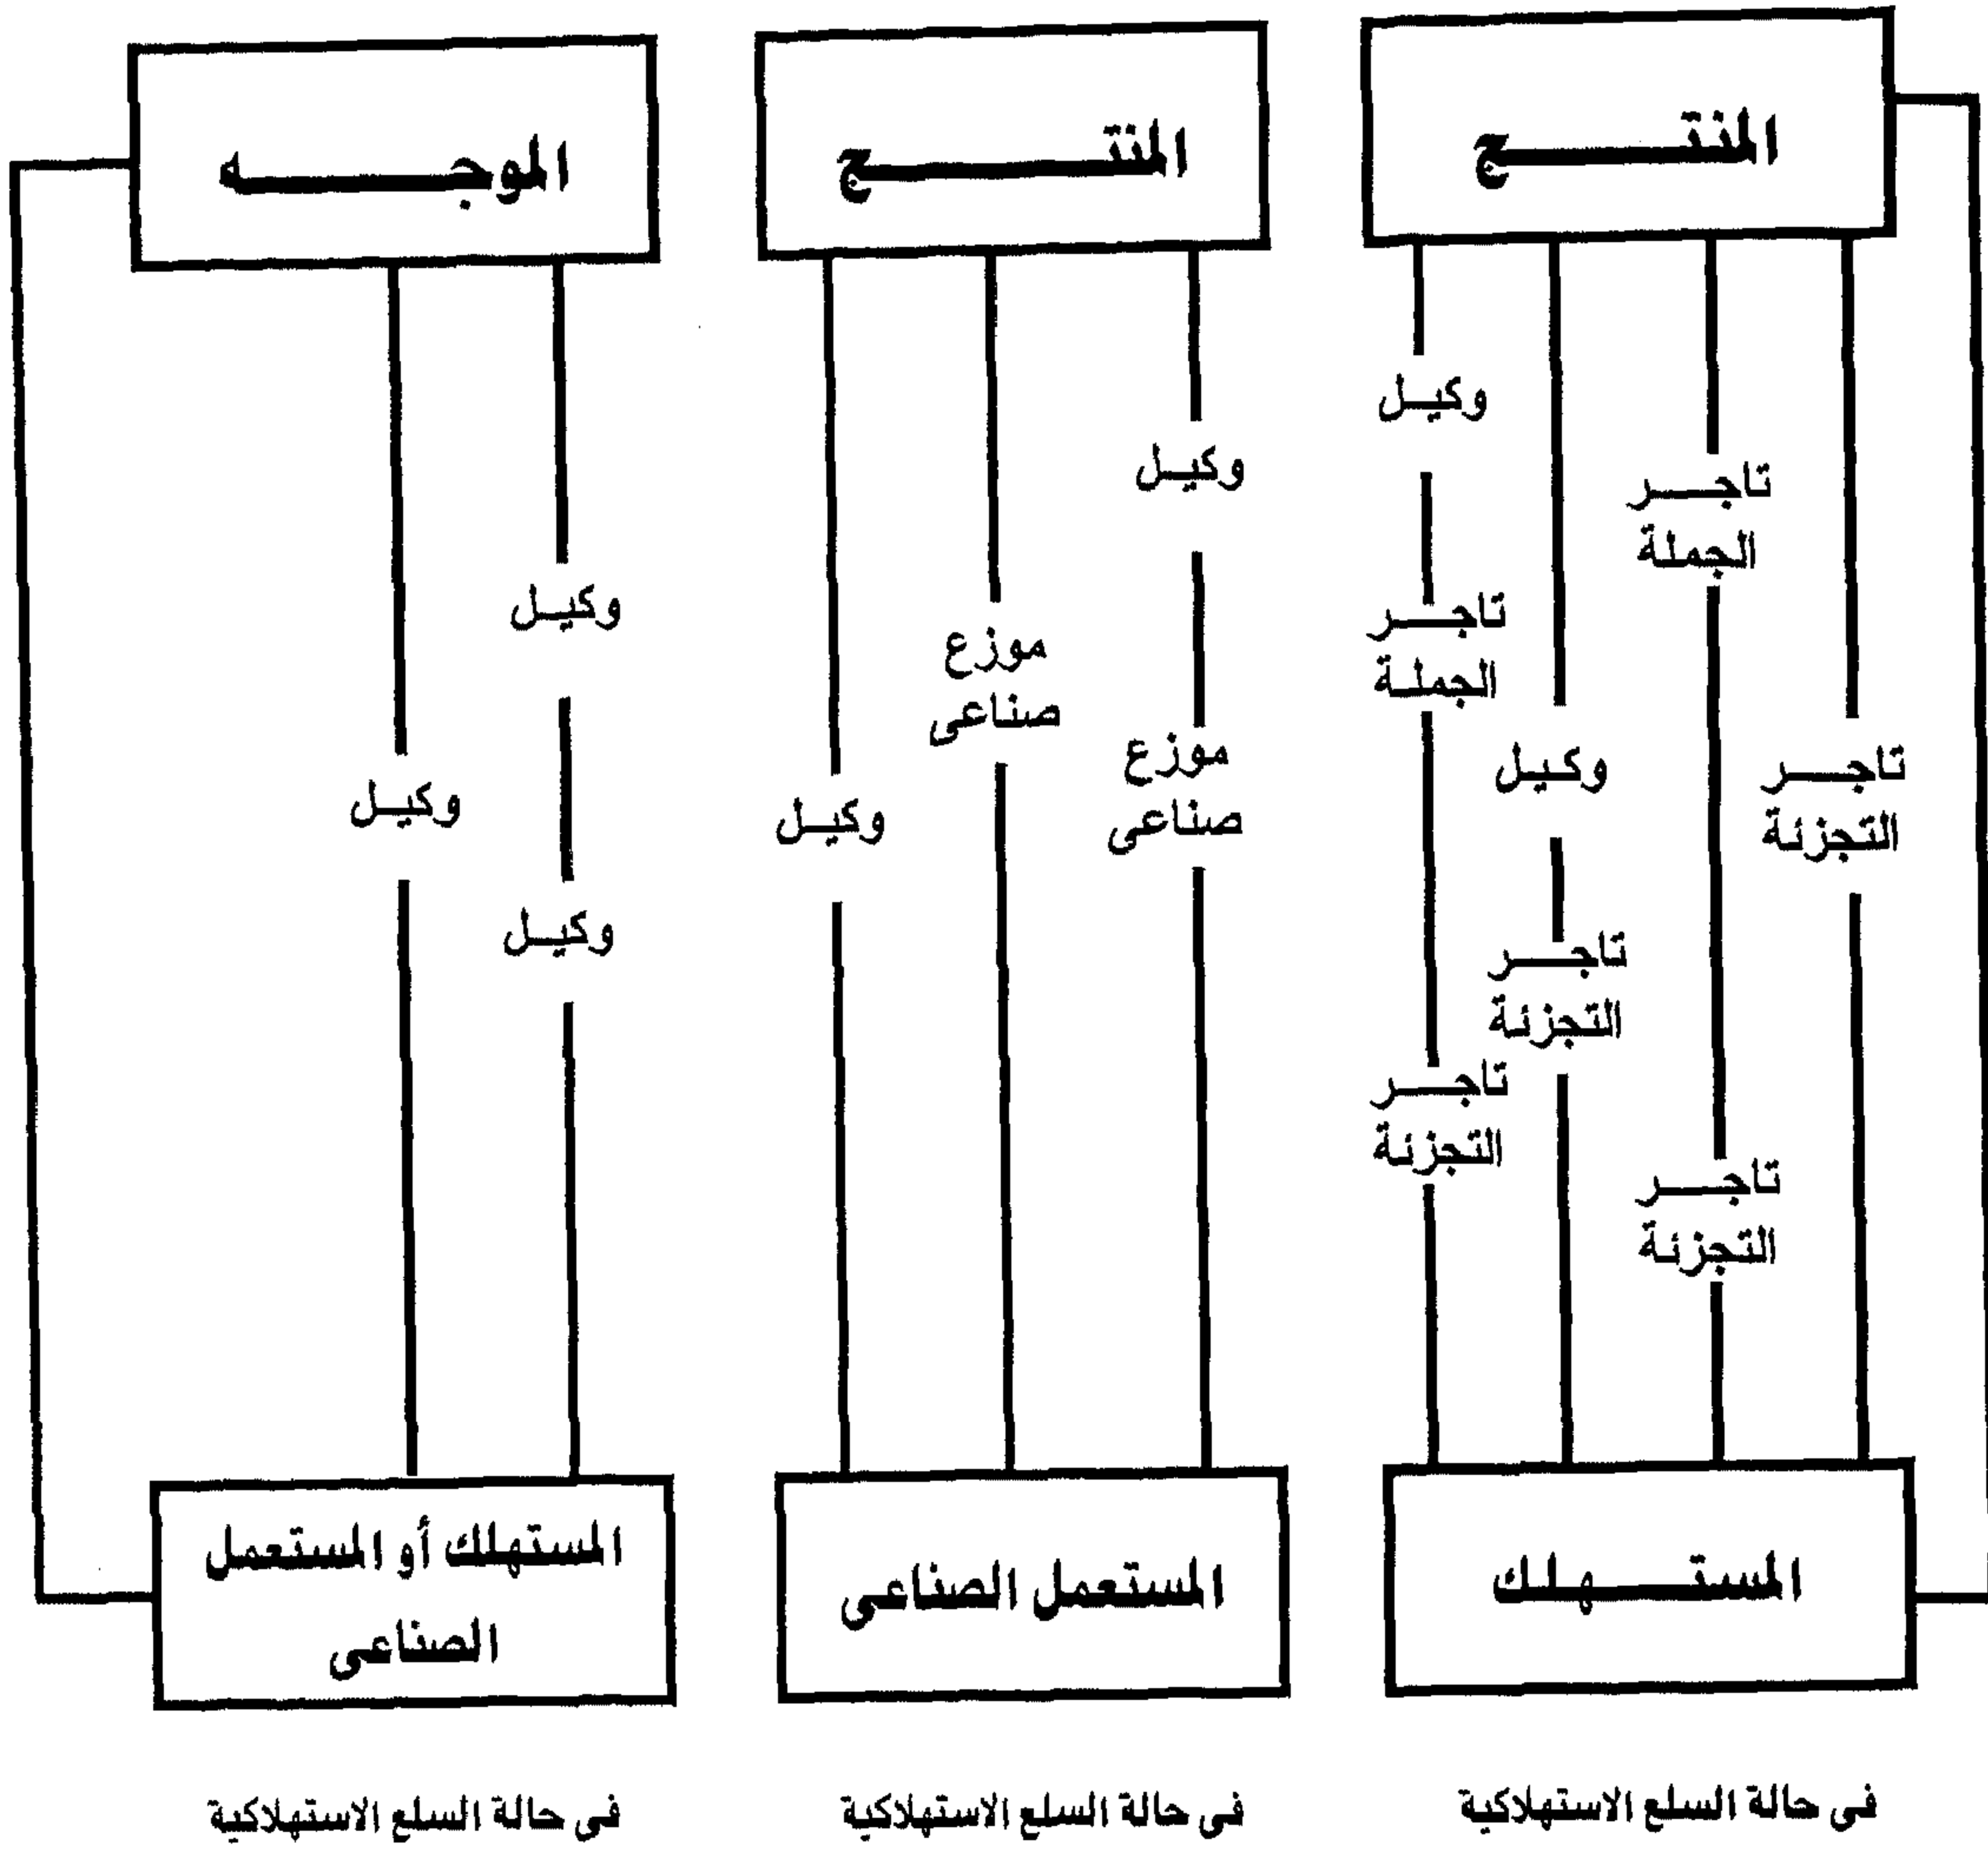 المنتج
وكيل
تاجر
الجملة
تاجر
الجملة
وكيل
تاجر
التجزئة
تاجر
التجزئة
تاجر
التجزئة
تاجر
التجزئة
المستهلك
في حالة السلع الاستهلاكية
المنتج
وكيل
موزع
صناعى
موزع
صناعى
وكيل
المستعمل الصناعى
فى حالة السلع الاستهلاكية
الموجه
وكيل
وكيل
وكيل
المستهلك أو المستعمل
الصناعى
فى حالة السلع الاستهلاكية